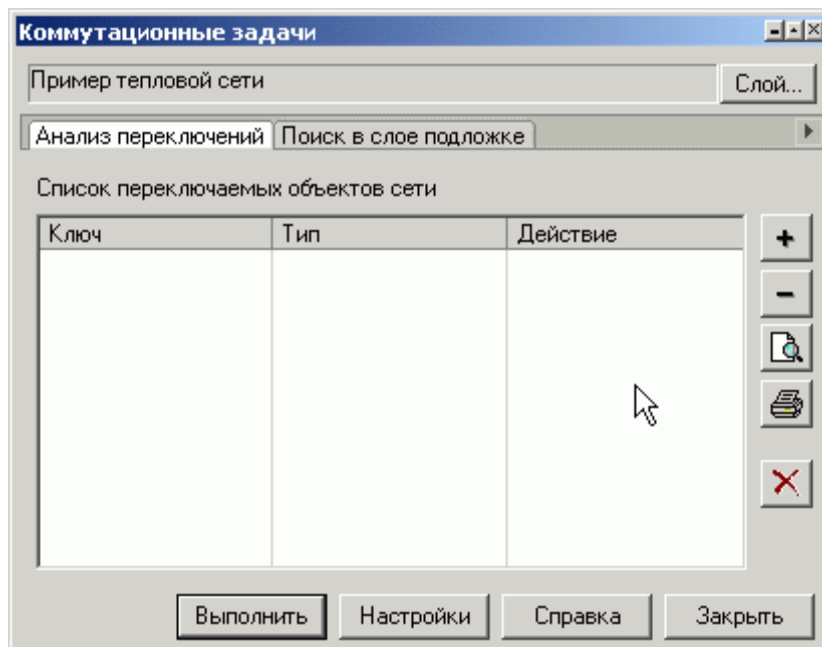 Коммутационные задачи
Пример тепловой сети
Слой...
Анализ переключений Поиск в слое подложке
Список переключаемых объектов сети
Ключ Тип Действие
Выполнить Настройки Справка Закрыть